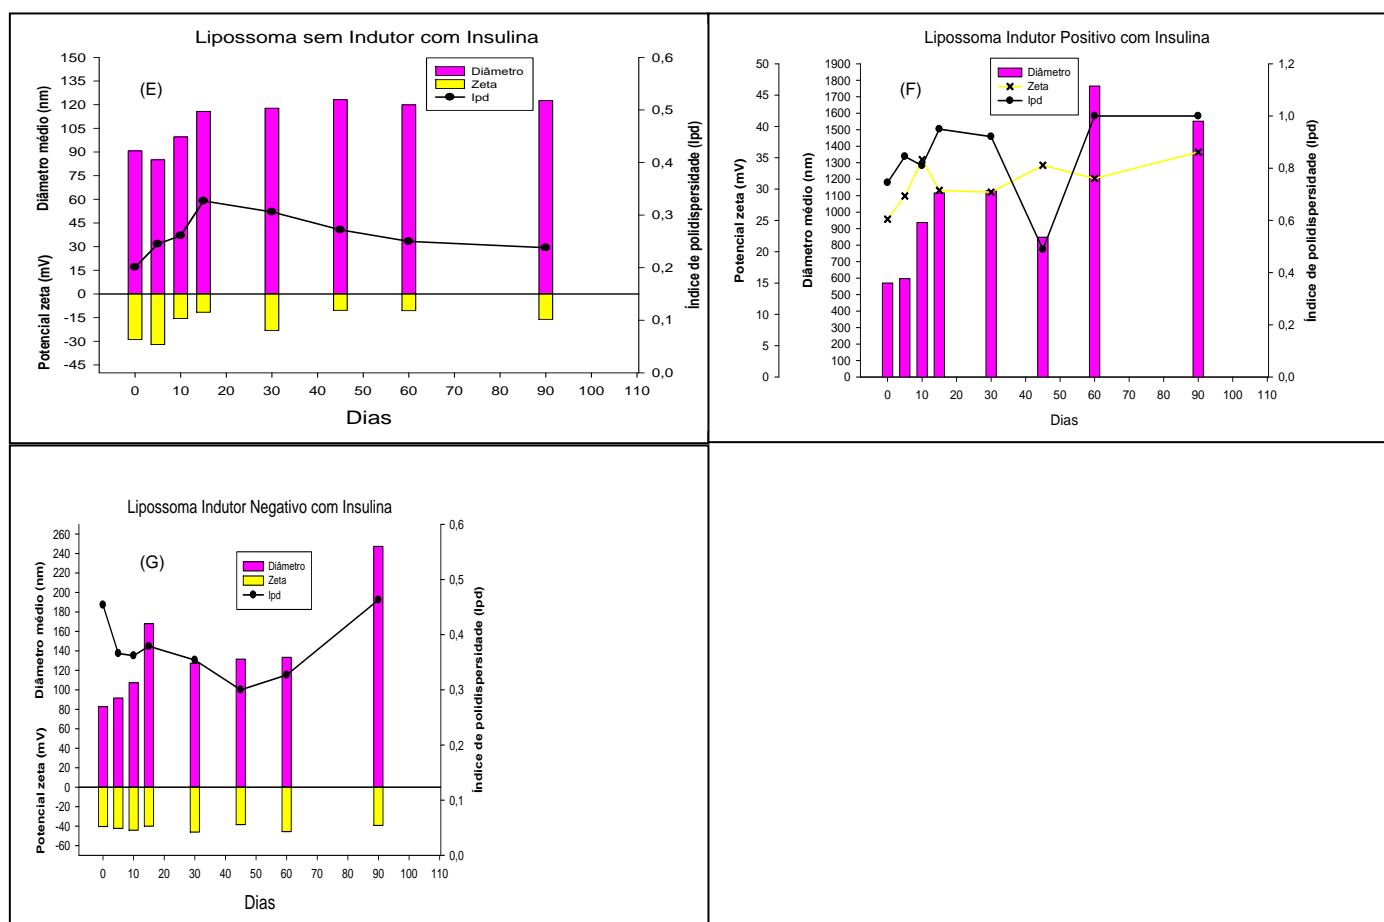 Lipossoma sem Indutor com Insulina
(E)
Diâmetro
Zeta
Ipd
Potencial zeta (mV)
Diâmetro médio (nm)
150
135
120
105
90
75
60
45
30
15
0
-15
-30
-45
0,6
0,5
0,4
0,3
0,2
0,1
0,0
Índice de polidispersidade (Ipd)
0 10 20 30 40 50 60 70 80 90 100 110
Dias
Lipossoma Indutor Positivo com Insulina
(F)
Diâmetro
Zeta
Ipd
Potencial zeta (mV)
50
45
40
35
30
25
20
15
10
5
0
Diâmetro médio (nm)
1900
1800
1700
1600
1500
1400
1300
1200
1100
1000
900
800
700
600
500
400
300
200
100
0
1,2
1,0
0,8
0,6
0,4
0,2
0,0
Índice de polidispersidade (Ipd)
0 10 20 30 40 50 60 70 80 90 100 110
Dias
Lipossoma Indutor Negativo com Insulina
(G)
Diâmetro
Zeta
Ipd
Potencial zeta (mV)
Diâmetro médio (nm)
260
240
220
200
180
160
140
120
100
80
60
40
20
0
-20
-40
-60
0,6
0,5
0,4
0,3
0,2
0,1
0,0
Índice de polidispersidade (Ipd)
0 10 20 30 40 50 60 70 80 90 100 110
Dias